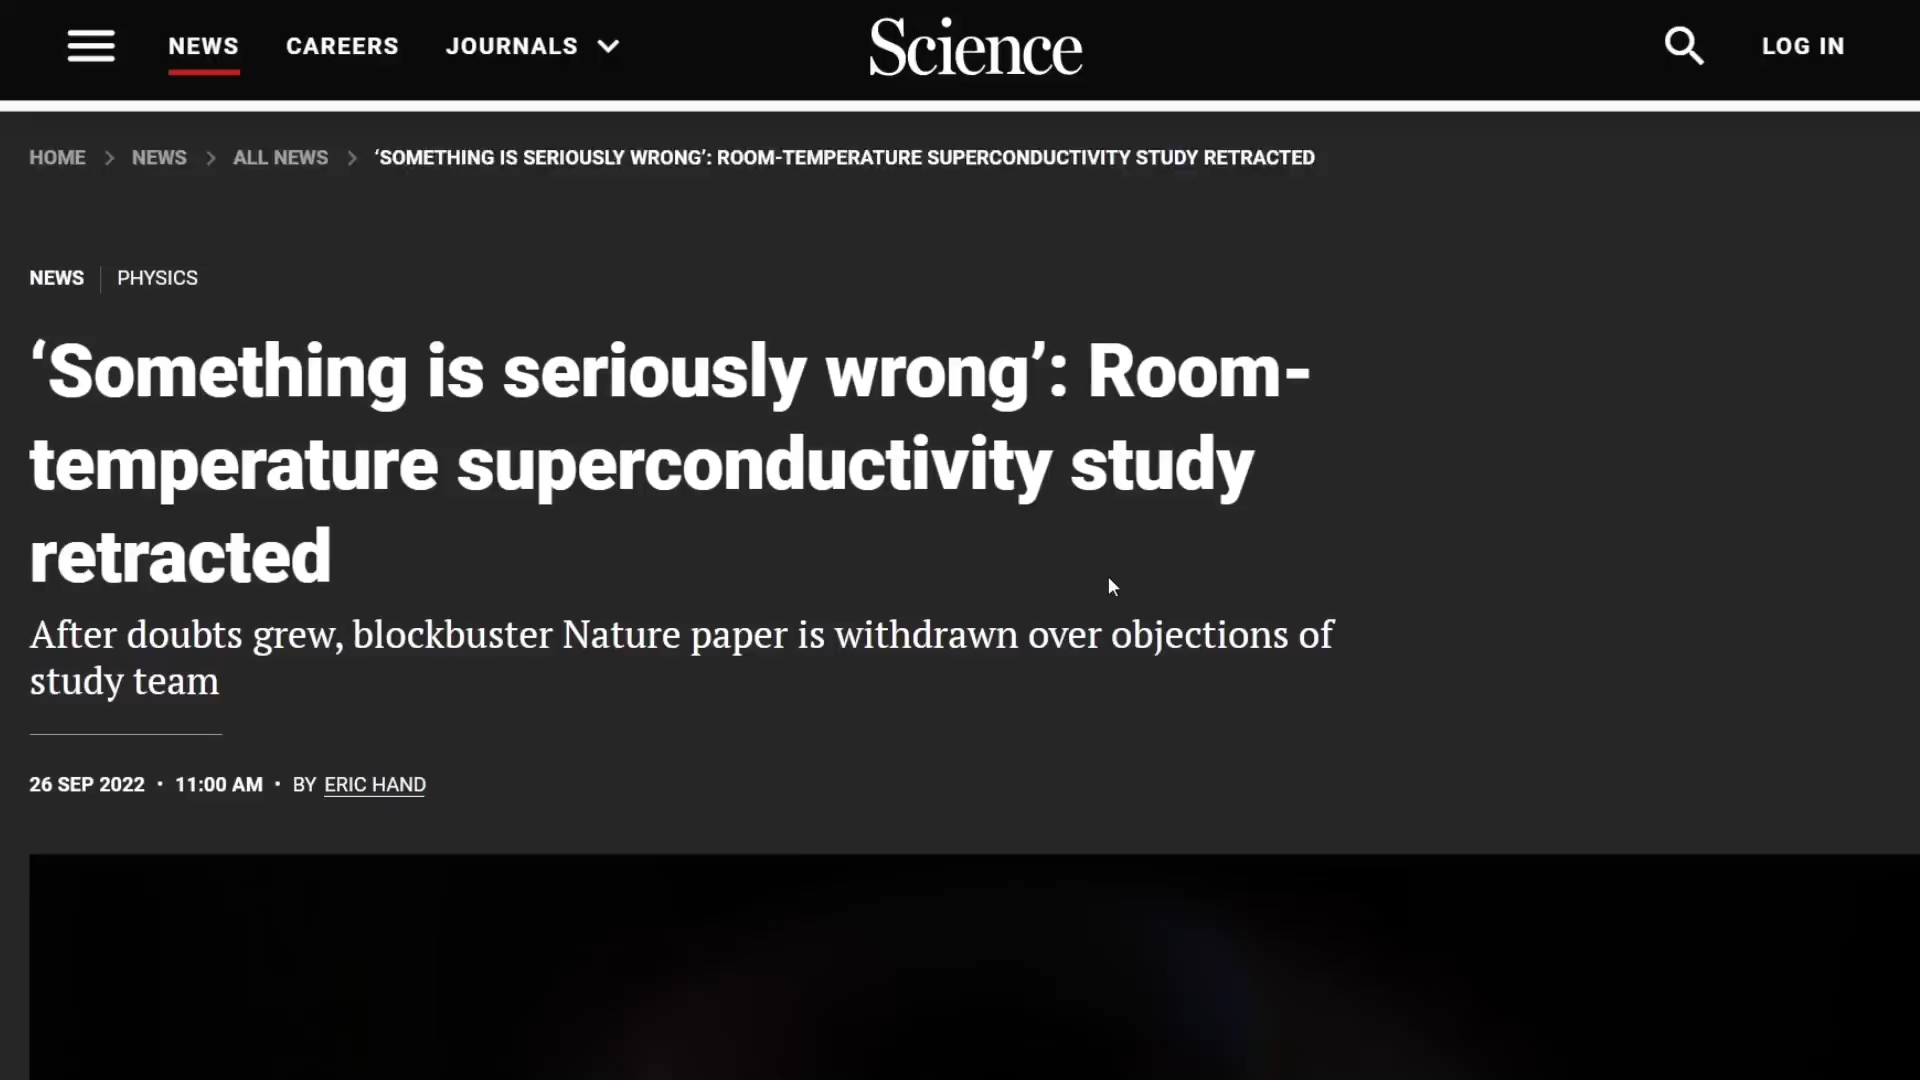 NEWS CAREERS JOURNALS Science LOG IN
HOME > NEWS > ALL NEWS > ‘SOMETHING IS SERIOUSLY WRONG’: ROOM-TEMPERATURE SUPERCONDUCTIVITY STUDY RETRACTED
NEWS | PHYSICS
‘Something is seriously wrong’: Room-
temperature superconductivity study
retracted
After doubts grew, blockbuster Nature paper is withdrawn over objections of
study team
26 SEP 2022 • 11:00 AM • BY ERIC HAND